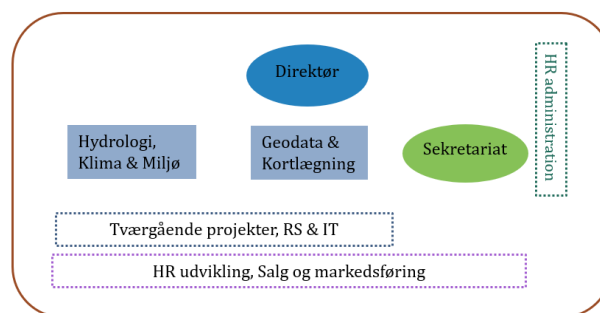 Direktør
HR administration
Hydrologi,
Klima & Miljø
Geodata &
Kortlægning
Sekretariat
Tværgående projekter, RS & IT
HR udvikling, Salg og markedsføring